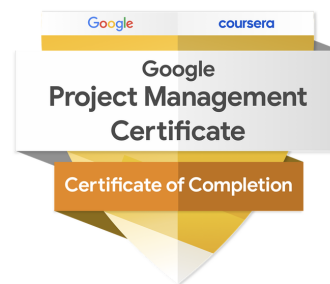 Google coursera
Google
Project Management
Certificate
Certificate of Completion